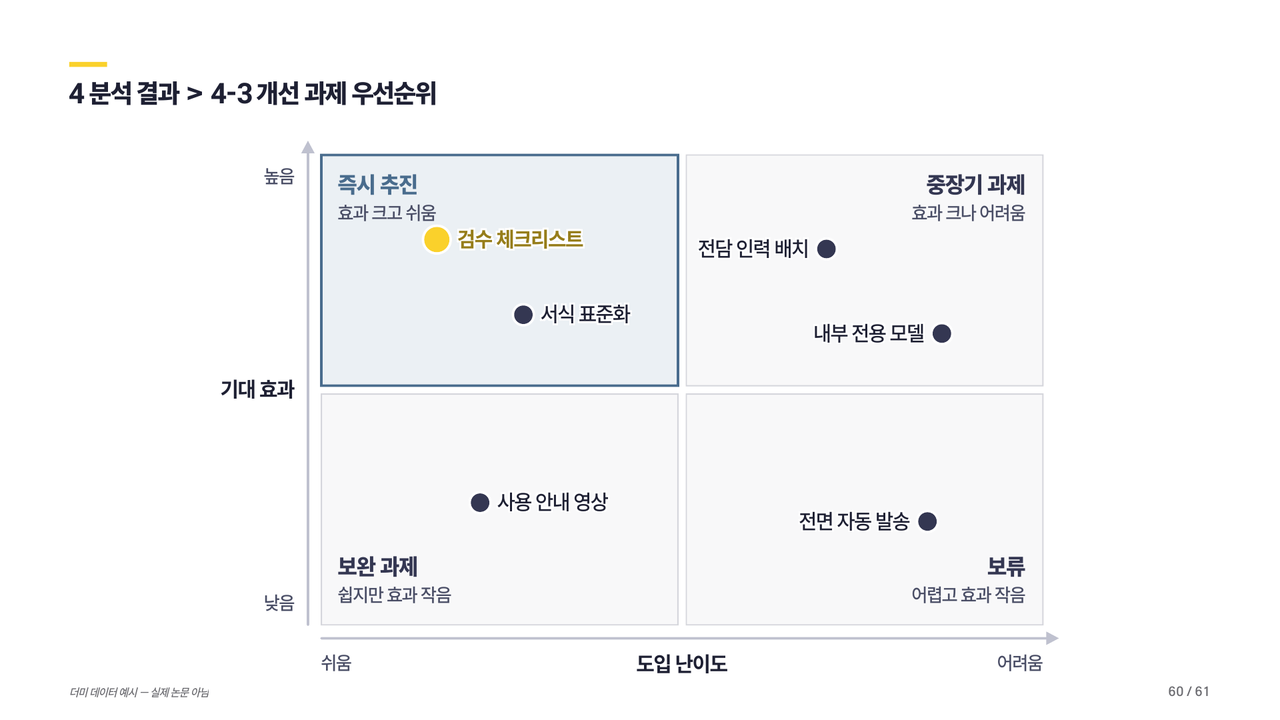 4 분석 결과 > 4-3 개선 과제 우선순위
높음
즉시 추진
효과 크고 쉬움
검수 체크리스트
서식 표준화
중장기 과제
효과 크나 어려움
전담 인력 배치
내부 전용 모델
기대 효과
사용 안내 영상
보완 과제
쉽지만 효과 작음
전면 자동 발송
보류
어렵고 효과 작음
낮음
쉬움
도입 난이도
어려움
더미 데이터 예시 — 실제 논문 아님
60 / 61